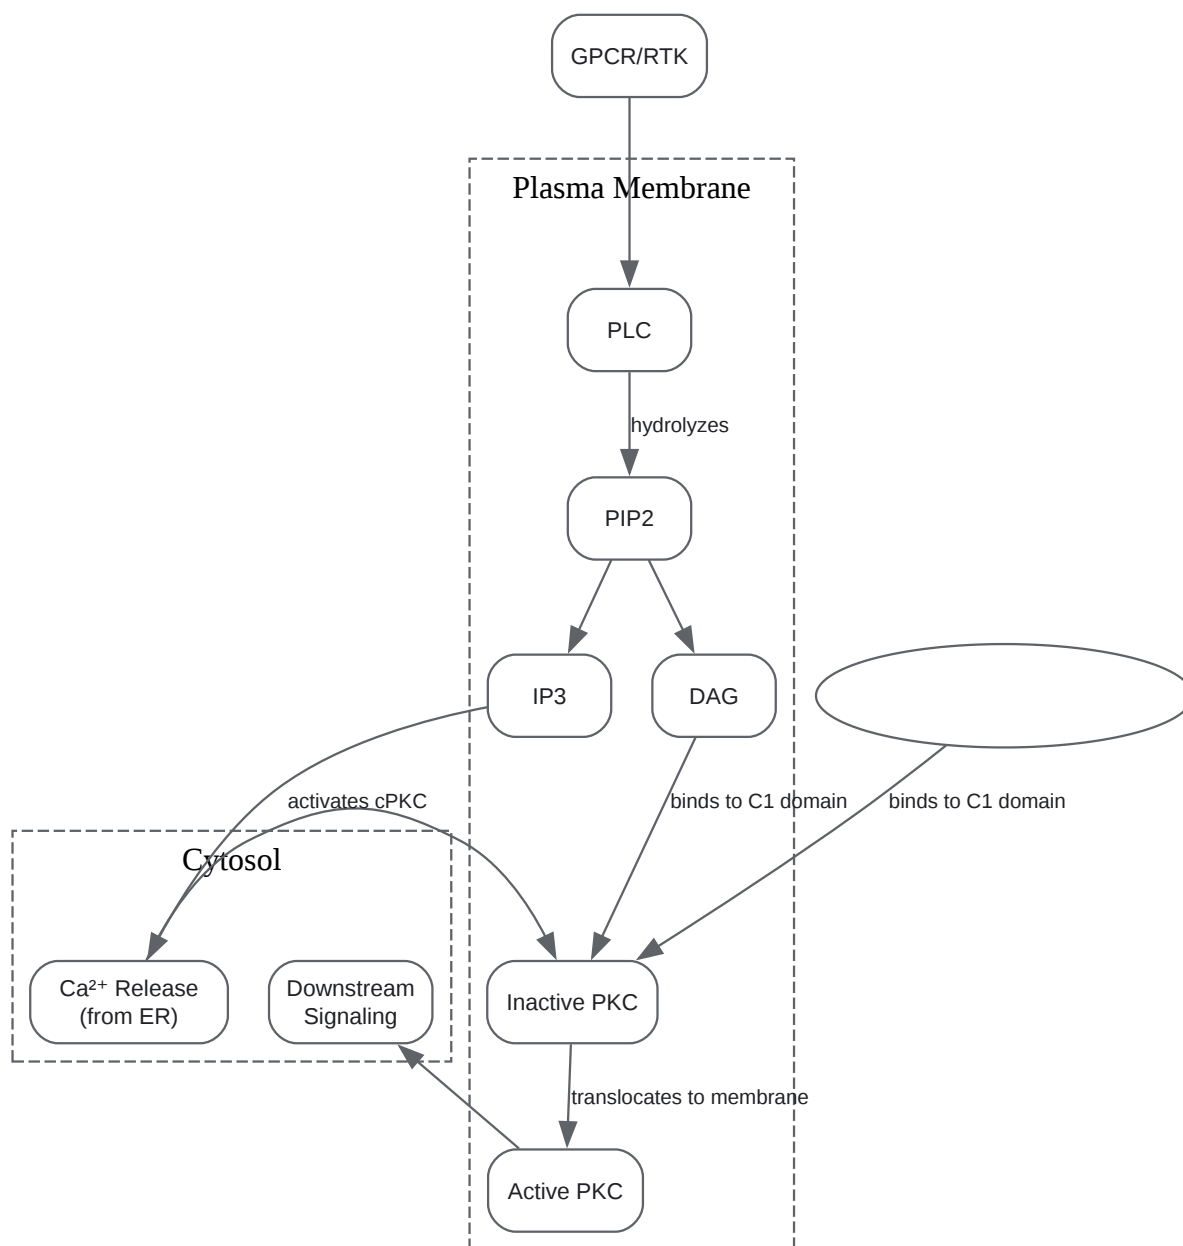 GPCR/RTK
Plasma Membrane
PLC
hydrolyzes
PIP2
IP3
DAG
activates cPKC
binds to C1 domain
binds to C1 domain
Cytosol
Ca²⁺ Release
(from ER)
Downstream
Signaling
Inactive PKC
translocates to membrane
Active PKC